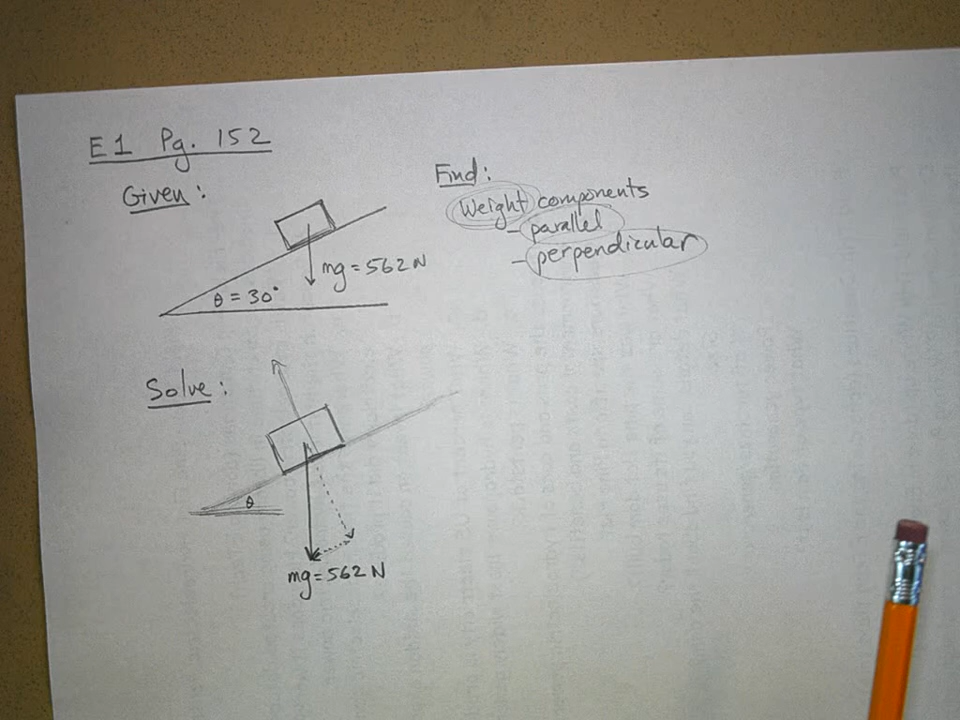 E1 Pg. 152
Given:
Find:
Weight components
- parallel
- perpendicular
mg = 562 N
θ = 30°
Solve:
θ
mg = 562 N